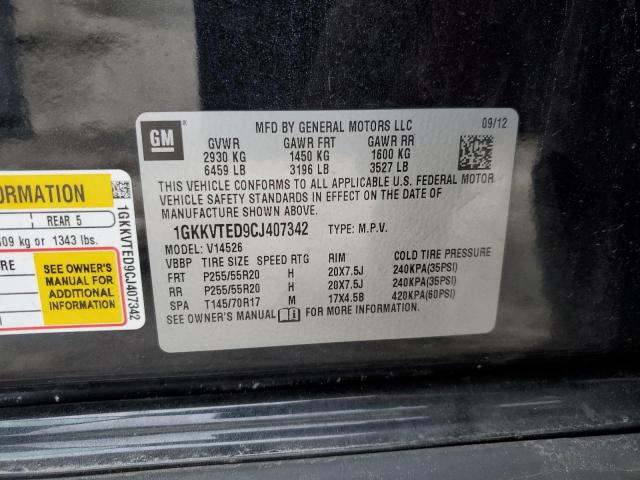 GM
MFD BY GENERAL MOTORS LLC
09/12
GVWR GAWR FRT GAWR RR
2930 KG 1450 KG 1600 KG
6459 LB 3196 LB 3527 LB
THIS VEHICLE CONFORMS TO ALL APPLICABLE U.S. FEDERAL MOTOR
VEHICLE SAFETY STANDARDS IN EFFECT ON THE DATE OF
MANUFACTURE SHOWN ABOVE.
1GKKVTED9CJ407342 TYPE: M.P.V.
MODEL: V14526
VBBP TIRE SIZE SPEED RTG RIM COLD TIRE PRESSURE
FRT P255/55R20 H 20X7.5J 240KPA(35PSI)
RR P255/55R20 H 20X7.5J 240KPA(35PSI)
SPA T145/70R17 M 17X4.5B 420KPA(60PSI)
SEE OWNER'S MANUAL FOR MORE INFORMATION.
REAR 5
kg or 1343 lbs.
SEE OWNER'S
MANUAL FOR
ADDITIONAL
INFORMATION
1GKKVTED9CJ407342